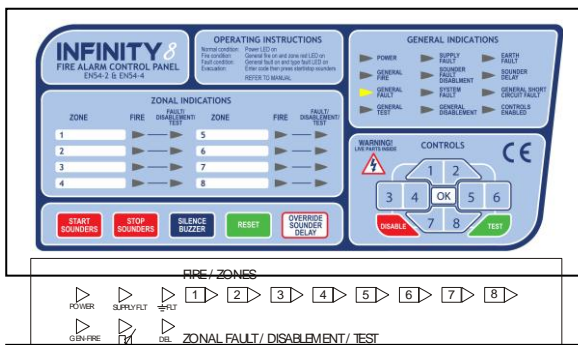 INFINITY 8
FIRE ALARM CONTROL PANEL
EN54-2 & EN54-4
OPERATING INSTRUCTIONS
Normal condition: Power LED on
Fire condition: General fire on and zone red LED on
Fault condition: General fault on and type fault LED on
Evacuation: Enter code then press start/stop sounders
REFER TO MANUAL
GENERAL INDICATIONS
POWER
SUPPLY FAULT
EARTH FAULT
GENERAL FIRE
SOUNDER FAULT DISABLMENT
SOUNDER DELAY
GENERAL FAULT
SYSTEM FAULT
GENERAL SHORT CIRCUIT FAULT
GENERAL TEST
GENERAL DISABLEMENT
CONTROLS ENABLED
ZONAL INDICATIONS
ZONE FIRE FAULT/ DISABLEMENT/ TEST ZONE FIRE FAULT/ DISABLEMENT/ TEST
1 5
2 6
3 7
4 8
WARNING!
LIVE PARTS INSIDE
CONTROLS
CE
1 2
3 4 OK 5 6
DISABLE 7 8 TEST
START SOUNDERS
STOP SOUNDERS
SILENCE BUZZER
RESET
OVERRIDE SOUNDER DELAY
FIRE / ZONES
1 2 3 4 5 6 7 8
POWER SUPPLY FLT FLT
GEN-FIRE DEL ZONAL FAULT / DISABLEMENT / TEST